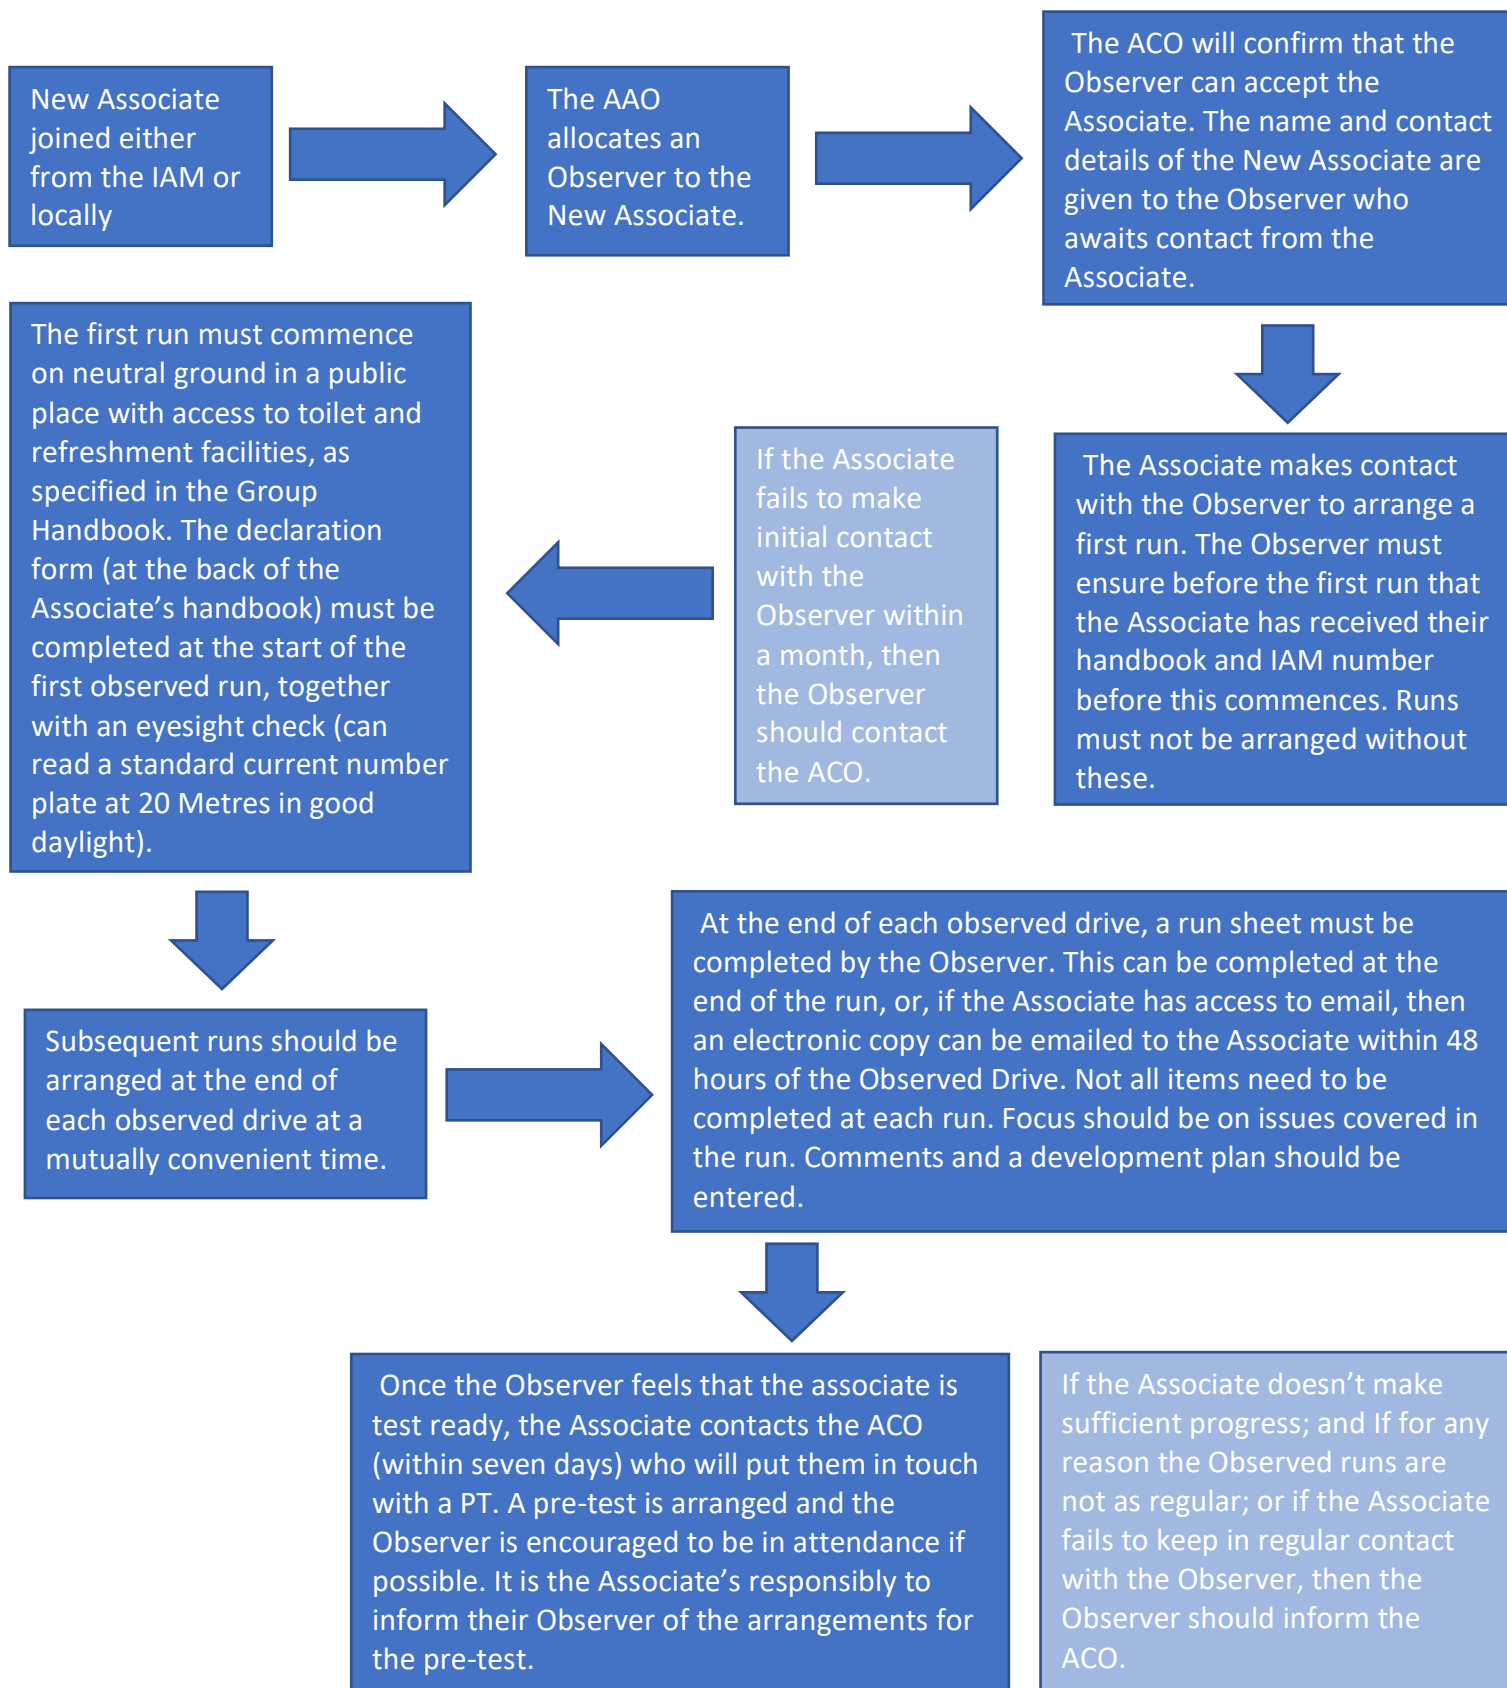 New Associate
joined either
from the IAM or
locally
The AAO
allocates an
Observer to the
New Associate.
The ACO will confirm that the
Observer can accept the
Associate. The name and contact
details of the New Associate are
given to the Observer who
awaits contact from the
Associate.
The Associate makes contact
with the Observer to arrange a
first run. The Observer must
ensure before the first run that
the Associate has received their
handbook and IAM number
before this commences. Runs
must not be arranged without
these.
If the Associate
fails to make
initial contact
with the
Observer within
a month, then
the Observer
should contact
the ACO.
The first run must commence
on neutral ground in a public
place with access to toilet and
refreshment facilities, as
specified in the Group
Handbook. The declaration
form (at the back of the
Associate’s handbook) must be
completed at the start of the
first observed run, together
with an eyesight check (can
read a standard current number
plate at 20 Metres in good
daylight).
Subsequent runs should be
arranged at the end of
each observed drive at a
mutually convenient time.
At the end of each observed drive, a run sheet must be
completed by the Observer. This can be completed at the
end of the run, or, if the Associate has access to email, then
an electronic copy can be emailed to the Associate within 48
hours of the Observed Drive. Not all items need to be
completed at each run. Focus should be on issues covered in
the run. Comments and a development plan should be
entered.
Once the Observer feels that the associate is
test ready, the Associate contacts the ACO
(within seven days) who will put them in touch
with a PT. A pre-test is arranged and the
Observer is encouraged to be in attendance if
possible. It is the Associate’s responsibly to
inform their Observer of the arrangements for
the pre-test.
If the Associate doesn’t make
sufficient progress; and If for any
reason the Observed runs are
not as regular; or if the Associate
fails to keep in regular contact
with the Observer, then the
Observer should inform the
ACO.